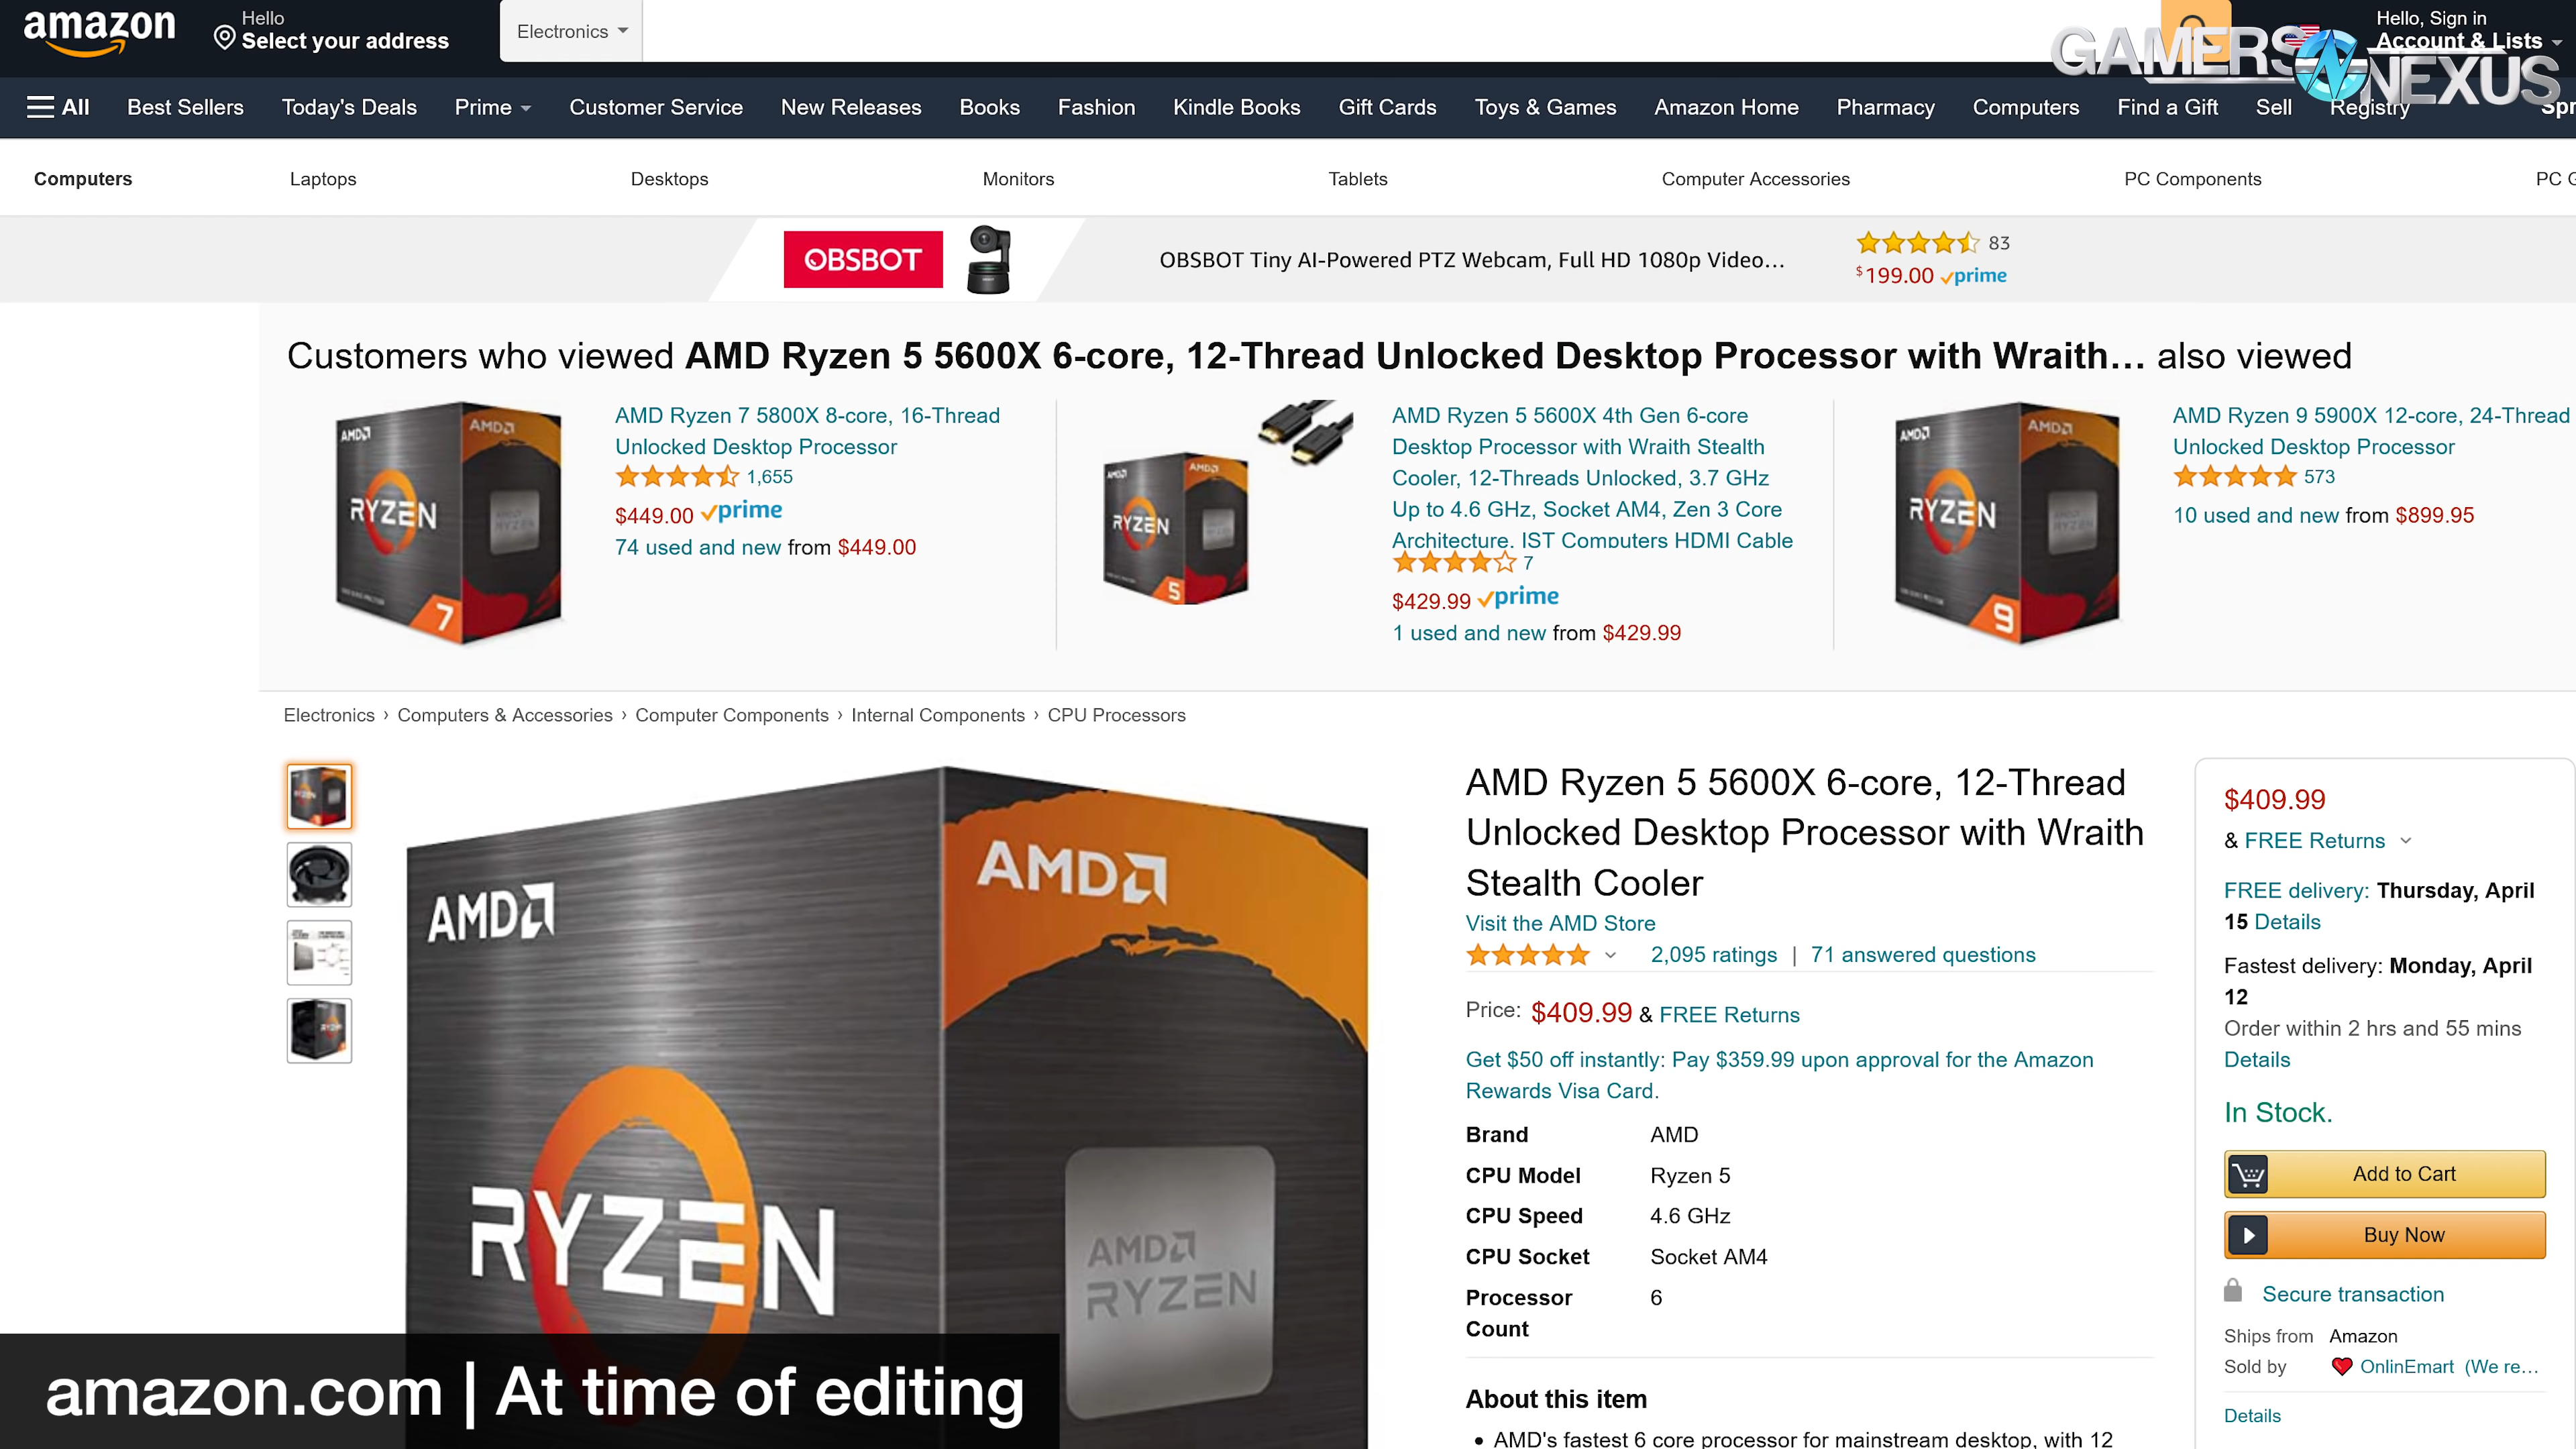 amazon
Hello
Select your address
Electronics
Hello, Sign in
Account & Lists
GAMERS
NEXUS
All Best Sellers Today's Deals Prime Customer Service New Releases Books Fashion Kindle Books Gift Cards Toys & Games Amazon Home Pharmacy Computers Find a Gift Sell Registry
Computers Laptops Desktops Monitors Tablets Computer Accessories PC Components PC
OBSBOT
OBSBOT Tiny AI-Powered PTZ Webcam, Full HD 1080p Video...
83
$199.00 prime
Customers who viewed AMD Ryzen 5 5600X 6-core, 12-Thread Unlocked Desktop Processor with Wraith... also viewed
AMD
AMD
RYZEN
7
AMD Ryzen 7 5800X 8-core, 16-Thread
Unlocked Desktop Processor
1,655
$449.00 prime
74 used and new from $449.00
AMD
AMD
RYZEN
5
AMD Ryzen 5 5600X 4th Gen 6-core
Desktop Processor with Wraith Stealth
Cooler, 12-Threads Unlocked, 3.7 GHz
Up to 4.6 GHz, Socket AM4, Zen 3 Core
Architecture. IST Computers HDMI Cable
7
$429.99 prime
1 used and new from $429.99
AMD
AMD
RYZEN
9
AMD Ryzen 9 5900X 12-core, 24-Thread
Unlocked Desktop Processor
573
10 used and new from $899.95
Electronics › Computers & Accessories › Computer Components › Internal Components › CPU Processors
AMD
AMD
RYZEN
AMD
RYZEN
AMD Ryzen 5 5600X 6-core, 12-Thread
Unlocked Desktop Processor with Wraith
Stealth Cooler
Visit the AMD Store
2,095 ratings | 71 answered questions
Price: $409.99 & FREE Returns
Get $50 off instantly: Pay $359.99 upon approval for the Amazon
Rewards Visa Card.
Brand AMD
CPU Model Ryzen 5
CPU Speed 4.6 GHz
CPU Socket Socket AM4
Processor 6
Count
About this item
• AMD's fastest 6 core processor for mainstream desktop, with 12
$409.99
& FREE Returns
FREE delivery: Thursday, April
15 Details
Fastest delivery: Monday, April
12
Order within 2 hrs and 55 mins
Details
In Stock.
Add to Cart
Buy Now
Secure transaction
Ships from Amazon
Sold by OnlinEmart (We re...
Details
amazon.com | At time of editing